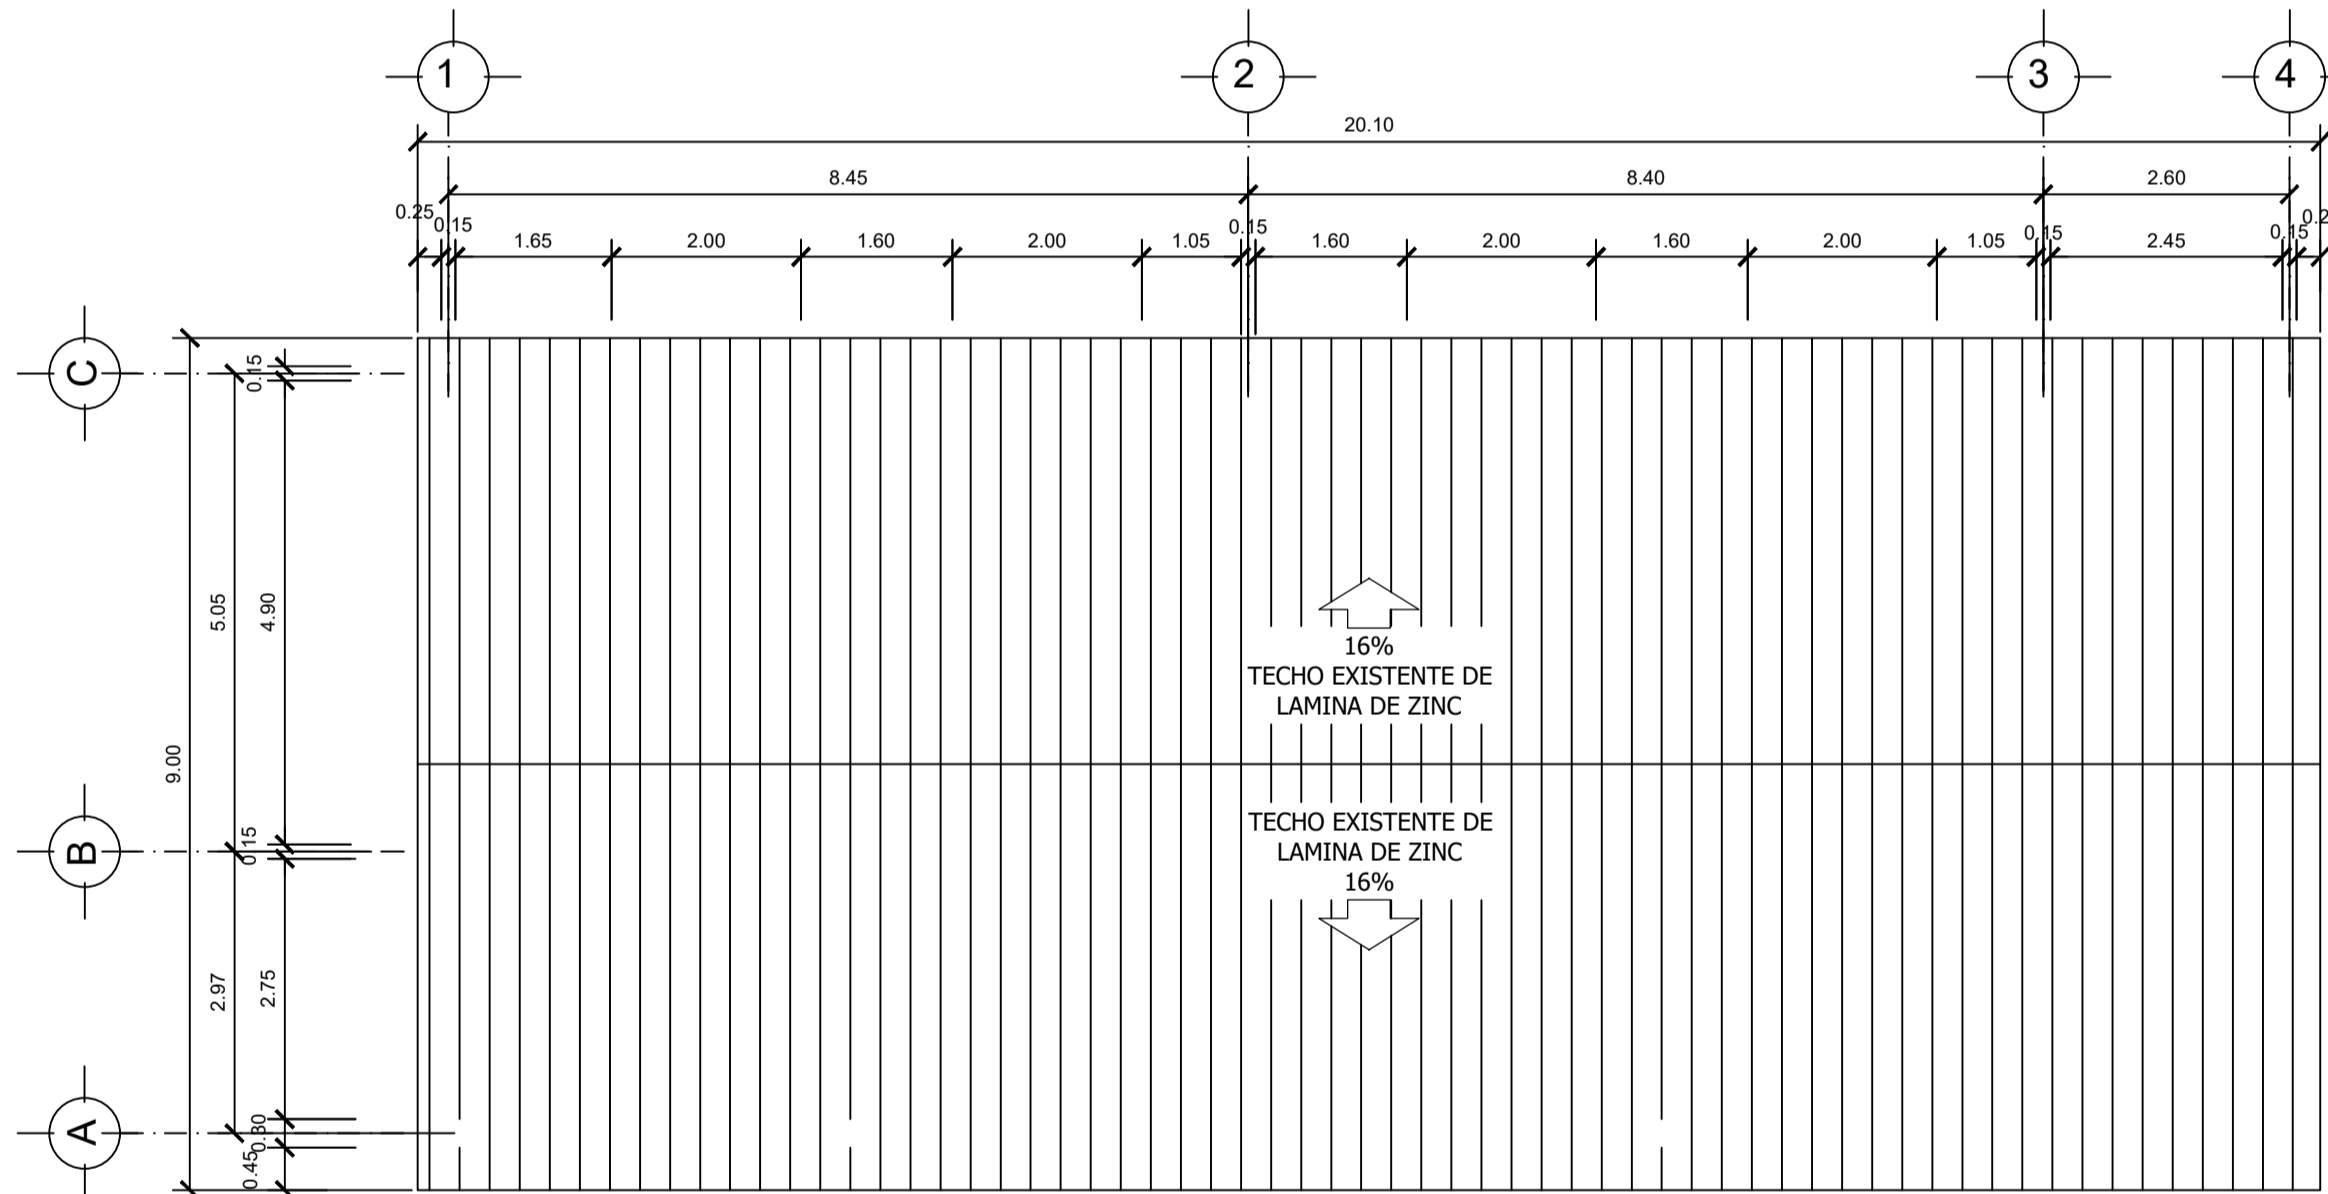 1 2 3 4
20.10
8.45 8.40 2.60
0.25 0.15 1.65 2.00 1.60 2.00 1.05 0.15 1.60 2.00 1.60 2.00 1.05 0.15 2.45 0.15
C
0.15
5.05 4.90
16%
TECHO EXISTENTE DE
LAMINA DE ZINC
9.00
TECHO EXISTENTE DE
LAMINA DE ZINC
16%
B
0.15
2.97 2.75
A
0.30
0.45